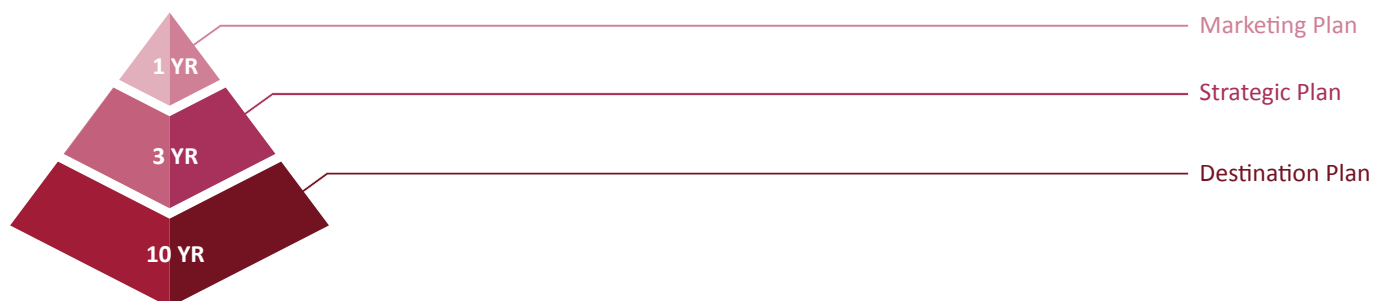 Marketing Plan
1 YR
Strategic Plan
3 YR
Destination Plan
10 YR